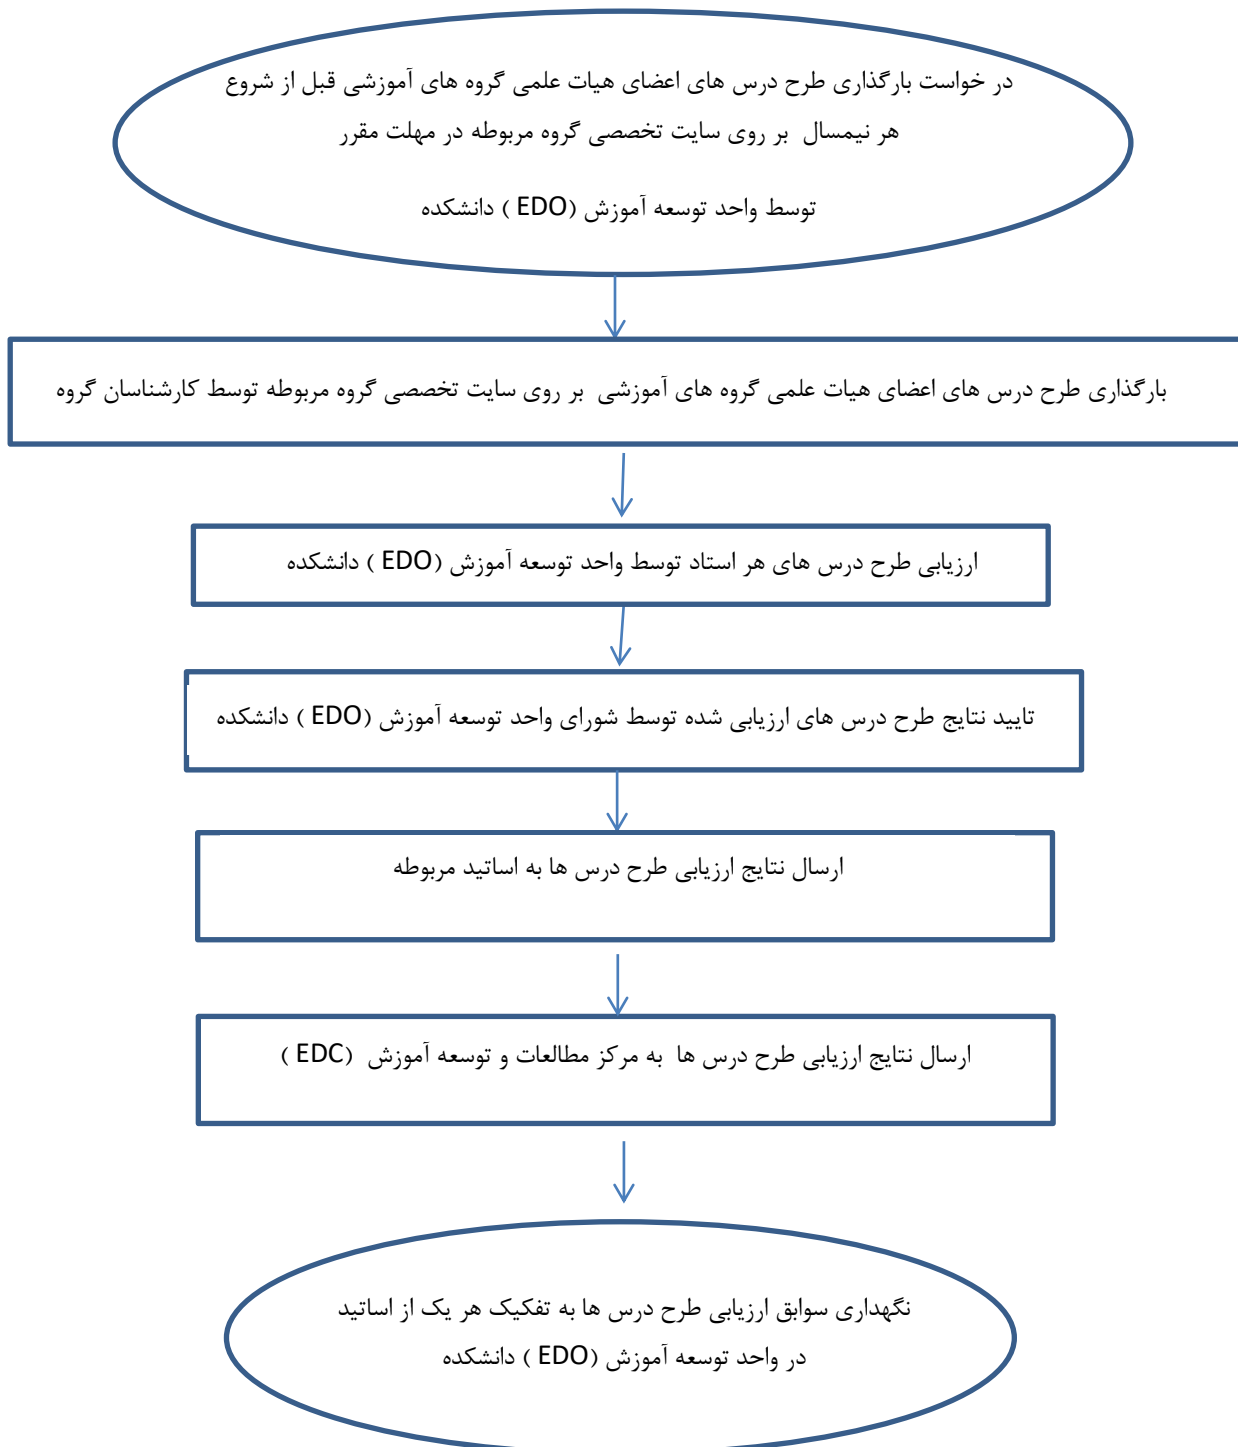 در خواست بارگذاری طرح درس های اعضای هیات علمی گروه های آموزشی قبل از شروع
هر نیمسال بر روی سایت تخصصی گروه مربوطه در مهلت مقرر
توسط واحد توسعه آموزش (EDO ) دانشکده
بارگذاری طرح درس های اعضای هیات علمی گروه های آموزشی بر روی سایت تخصصی گروه مربوطه توسط کارشناسان گروه
ارزیابی طرح درس های هر استاد توسط واحد توسعه آموزش (EDO ) دانشکده
تایید نتایج طرح درس های ارزیابی شده توسط شورای واحد توسعه آموزش (EDO ) دانشکده
ارسال نتایج ارزیابی طرح درس ها به اساتید مربوطه
ارسال نتایج ارزیابی طرح درس ها به مرکز مطالعات و توسعه آموزش (EDC )
نگهداری سوابق ارزیابی طرح درس ها به تفکیک هر یک از اساتید
در واحد توسعه آموزش (EDO ) دانشکده